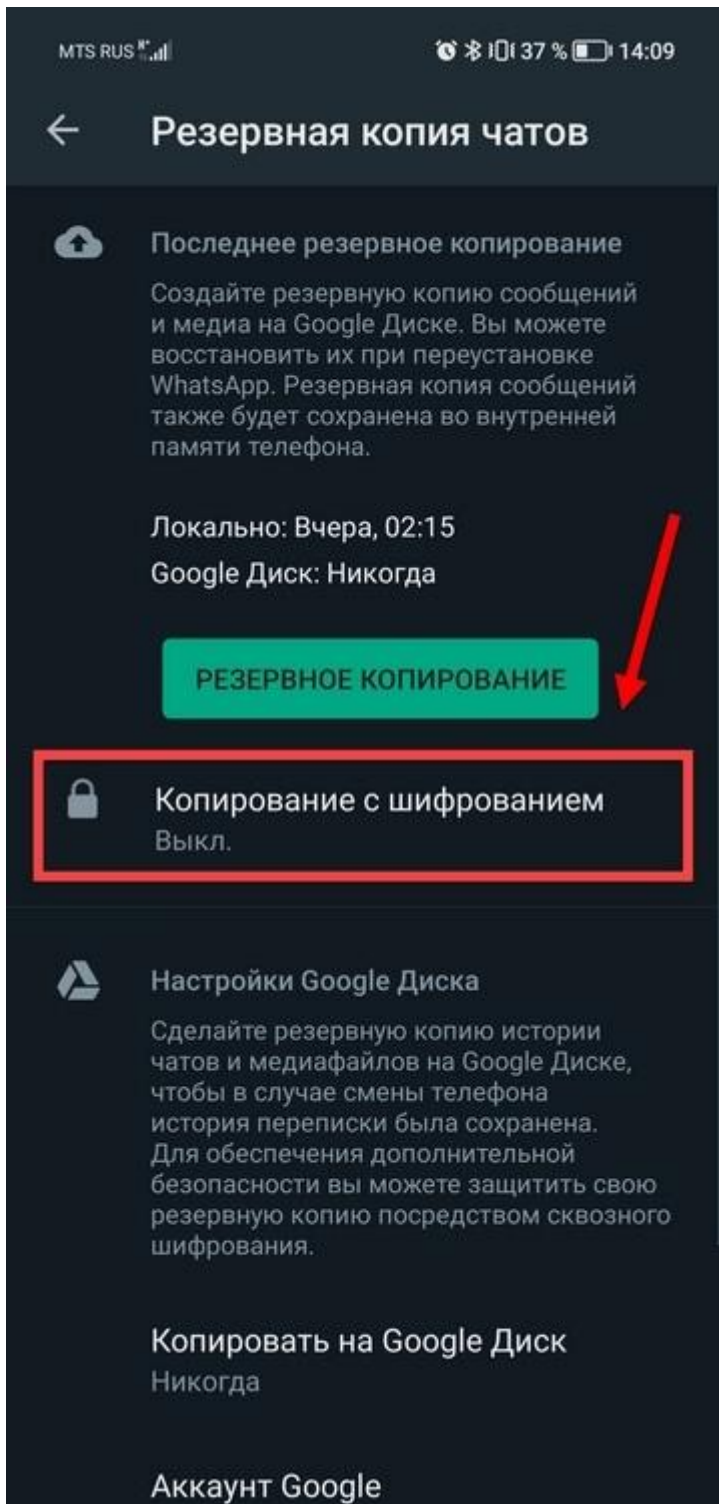 MTS RUS 37 % 14:09
Резервная копия чатов
Последнее резервное копирование
Создайте резервную копию сообщений
и медиа на Google Диске. Вы можете
восстановить их при переустановке
WhatsApp. Резервная копия сообщений
также будет сохранена во внутренней
памяти телефона.
Локально: Вчера, 02:15
Google Диск: Никогда
РЕЗЕРВНОЕ КОПИРОВАНИЕ
Копирование с шифрованием
Выкл.
Настройки Google Диска
Сделайте резервную копию истории
чатов и медиафайлов на Google Диске,
чтобы в случае смены телефона
история переписки была сохранена.
Для обеспечения дополнительной
безопасности вы можете защитить свою
резервную копию посредством сквозного
шифрования.
Копировать на Google Диск
Никогда
Аккаунт Google